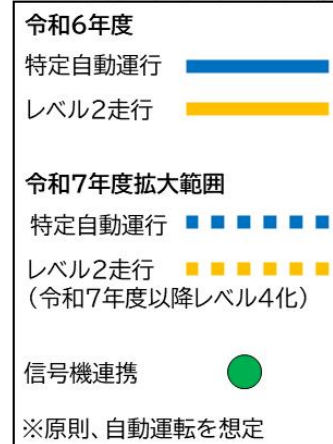 令和6年度
特定自動運行
レベル2走行
令和7年度拡大範囲
特定自動運行
レベル2走行
（令和7年度以降レベル4化）
信号機連携
※原則、自動運転を想定